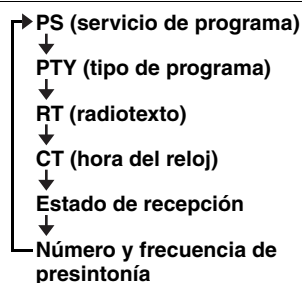 PS (servicio de programa)
PTY (tipo de programa)
RT (radiotexto)
CT (hora del reloj)
Estado de recepción
Número y frecuencia de
presintonía